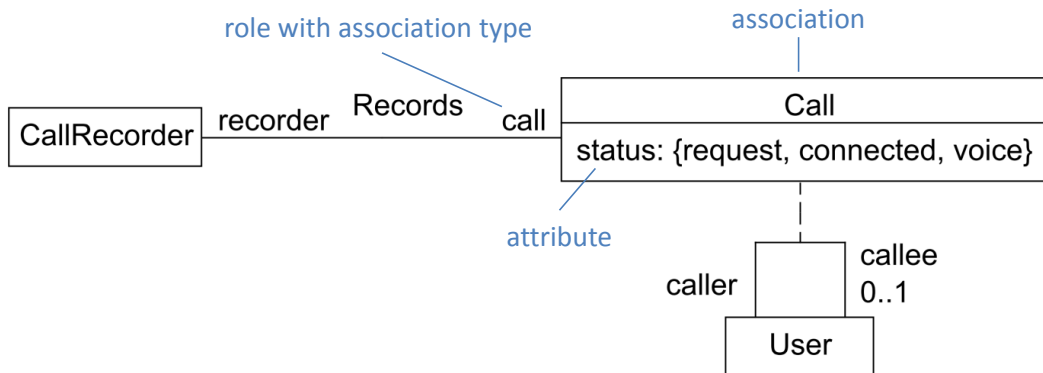 role with association type
association
Records
Call
CallRecorder
recorder
call
status: {request, connected, voice}
attribute
caller
callee
0..1
User